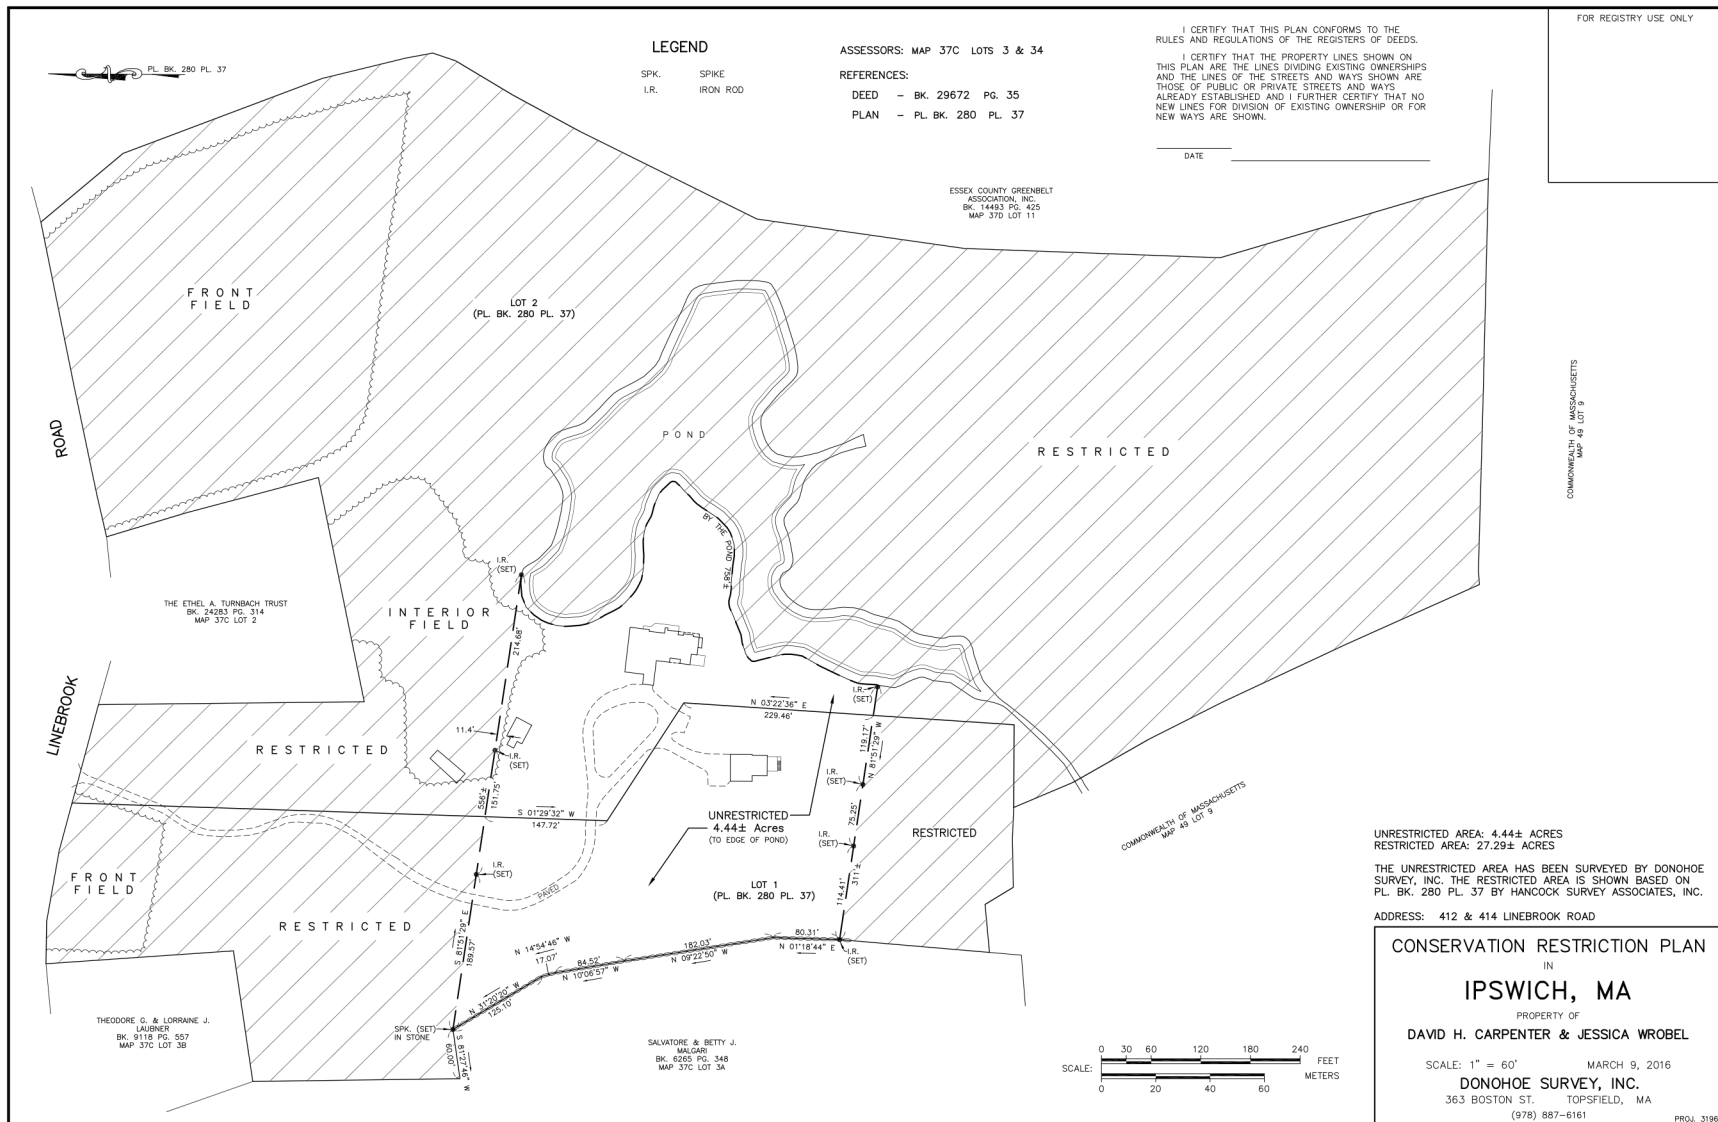 PL. BK. 280 PL. 37
LEGEND
SPK. SPIKE
I.R. IRON ROD
ASSESSORS: MAP 37C LOTS 3 & 34
REFERENCES:
DEED - BK. 29672 PG. 35
PLAN - PL. BK. 280 PL. 37
I CERTIFY THAT THIS PLAN CONFORMS TO THE
RULES AND REGULATIONS OF THE REGISTERS OF DEEDS.
I CERTIFY THAT THE PROPERTY LINES SHOWN ON
THIS PLAN ARE THE LINES DIVIDING EXISTING OWNERSHIPS
AND THE LINES OF THE STREETS AND WAYS SHOWN ARE
THOSE OF PUBLIC OR PRIVATE STREETS AND WAYS
ALREADY ESTABLISHED AND I FURTHER CERTIFY THAT NO
NEW LINES FOR DIVISION OF EXISTING OWNERSHIP OR FOR
NEW WAYS ARE SHOWN.
DATE
FOR REGISTRY USE ONLY
ESSEX COUNTY GREENBELT
ASSOCIATION, INC.
BK. 14493 PG. 425
MAP 37D LOT 11
FRONT
FIELD
LOT 2
(PL. BK. 280 PL. 37)
POND
RESTRICTED
COMMONWEALTH OF MASSACHUSETTS
MAP 49 LOT 9
ROAD
BY THE POND 758'±
I.R.
(SET)
THE ETHEL A. TURNBACH TRUST
BK. 24283 PG. 314
MAP 37C LOT 2
INTERIOR
FIELD
214.68'
LINEBROOK
I.R.
(SET)
N 03°22'36" E
229.46'
119.17'
N 81°51'29" W
11.4'
RESTRICTED
I.R.
(SET)
I.R.
(SET)
556'±
151.75'
S 01°29'32" W
147.72'
UNRESTRICTED
4.44± Acres
(TO EDGE OF POND)
75.25'
I.R.
(SET)
RESTRICTED
COMMONWEALTH OF MASSACHUSETTS
MAP 49 LOT 9
I.R.
(SET)
FRONT
FIELD
PAVED
LOT 1
(PL. BK. 280 PL. 37)
311'±
114.41'
RESTRICTED
S 81°51'29" E
189.57'
N 14°54'46" W
17.07'
84.52'
N 10°06'57" W
182.03'
N 09°22'50" W
80.31'
N 01°18'44" E
I.R.
(SET)
N 31°20'20" W
125.10'
SPK. (SET)
IN STONE
S 81°27'46" W
60.00'
THEODORE G. & LORRAINE J.
LAUBNER
BK. 9118 PG. 557
MAP 37C LOT 3B
SALVATORE & BETTY J.
MALGARI
BK. 6265 PG. 348
MAP 37C LOT 3A
SCALE:
0 30 60 120 180 240 FEET
METERS
0 20 40 60
UNRESTRICTED AREA: 4.44± ACRES
RESTRICTED AREA: 27.29± ACRES
THE UNRESTRICTED AREA HAS BEEN SURVEYED BY DONOHOE
SURVEY, INC. THE RESTRICTED AREA IS SHOWN BASED ON
PL. BK. 280 PL. 37 BY HANCOCK SURVEY ASSOCIATES, INC.
ADDRESS: 412 & 414 LINEBROOK ROAD
CONSERVATION RESTRICTION PLAN
IN
IPSWICH, MA
PROPERTY OF
DAVID H. CARPENTER & JESSICA WROBEL
SCALE: 1" = 60' MARCH 9, 2016
DONOHOE SURVEY, INC.
363 BOSTON ST. TOPSFIELD, MA
(978) 887-6161
PROJ. 3196